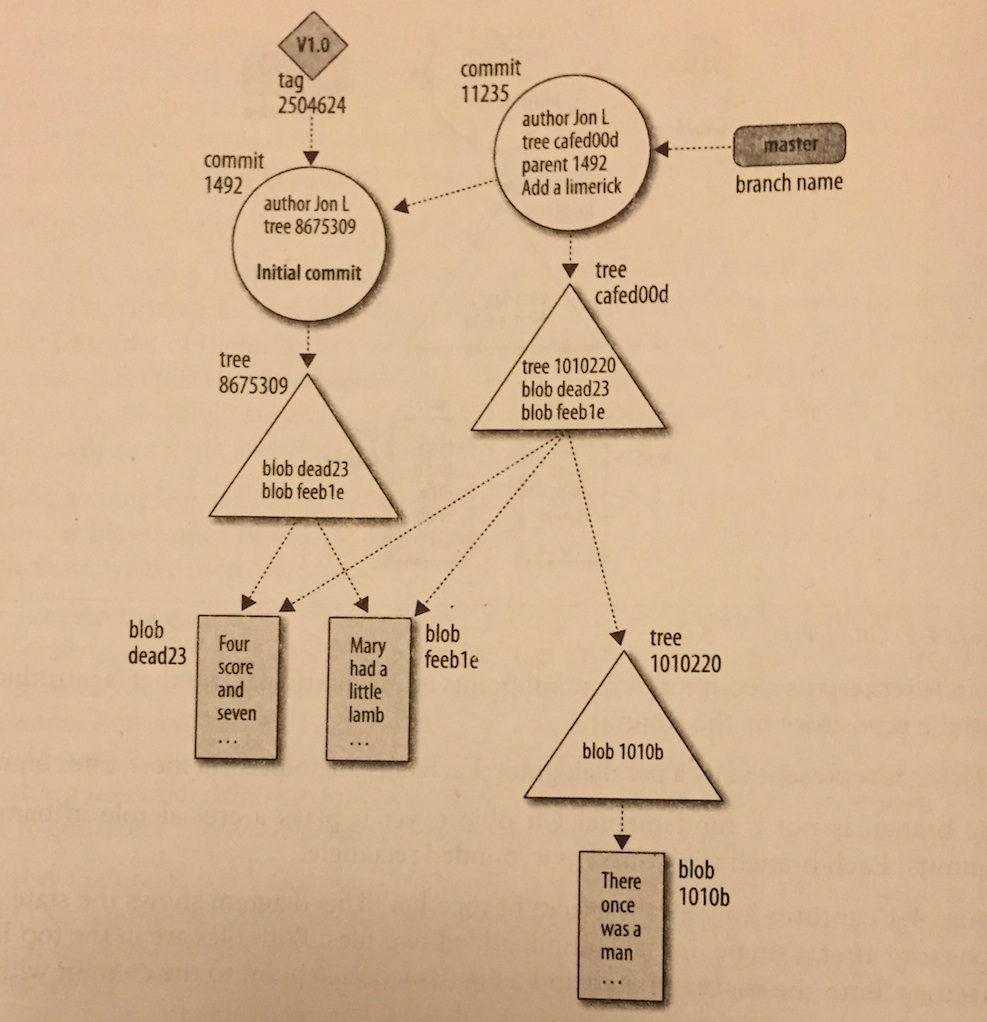 V1.0
tag
2504624
commit
11235
author Jon L
tree cafed00d
parent 1492
Add a limerick
master
branch name
commit
1492
author Jon L
tree 8675309
Initial commit
tree
cafed00d
tree 1010220
blob dead23
blob feeb1e
tree
8675309
blob dead23
blob feeb1e
blob
dead23
Four
score
and
seven
...
Mary
had a
little
lamb
...
blob
feeb1e
tree
1010220
blob 1010b
There
once
was a
man
...
blob
1010b